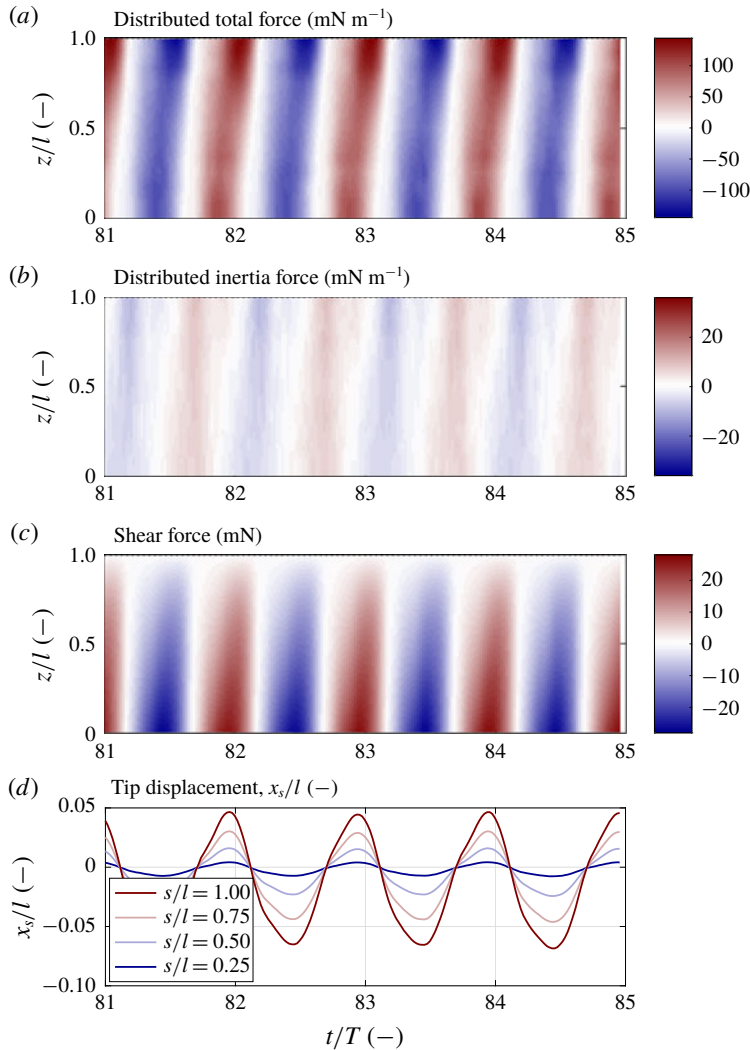 (a) Distributed total force (mN m⁻¹)
1.0
0.5
0
z/l (–)
81 82 83 84 85
100
50
0
−50
−100
(b) Distributed inertia force (mN m⁻¹)
1.0
0.5
0
z/l (–)
81 82 83 84 85
20
0
−20
(c) Shear force (mN)
1.0
0.5
0
z/l (–)
81 82 83 84 85
20
10
0
−10
−20
(d) Tip displacement, xₛ/l (–)
0.05
0
−0.05
−0.10
xₛ/l (–)
s/l = 1.00
s/l = 0.75
s/l = 0.50
s/l = 0.25
81 82 83 84 85
t/T (–)